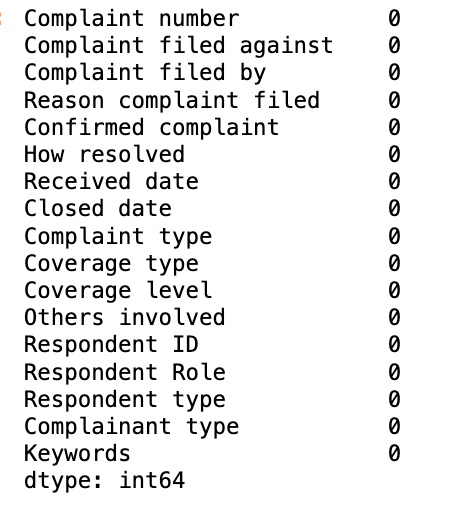 Complaint number 0
Complaint filed against 0
Complaint filed by 0
Reason complaint filed 0
Confirmed complaint 0
How resolved 0
Received date 0
Closed date 0
Complaint type 0
Coverage type 0
Coverage level 0
Others involved 0
Respondent ID 0
Respondent Role 0
Respondent type 0
Complainant type 0
Keywords 0
dtype: int64